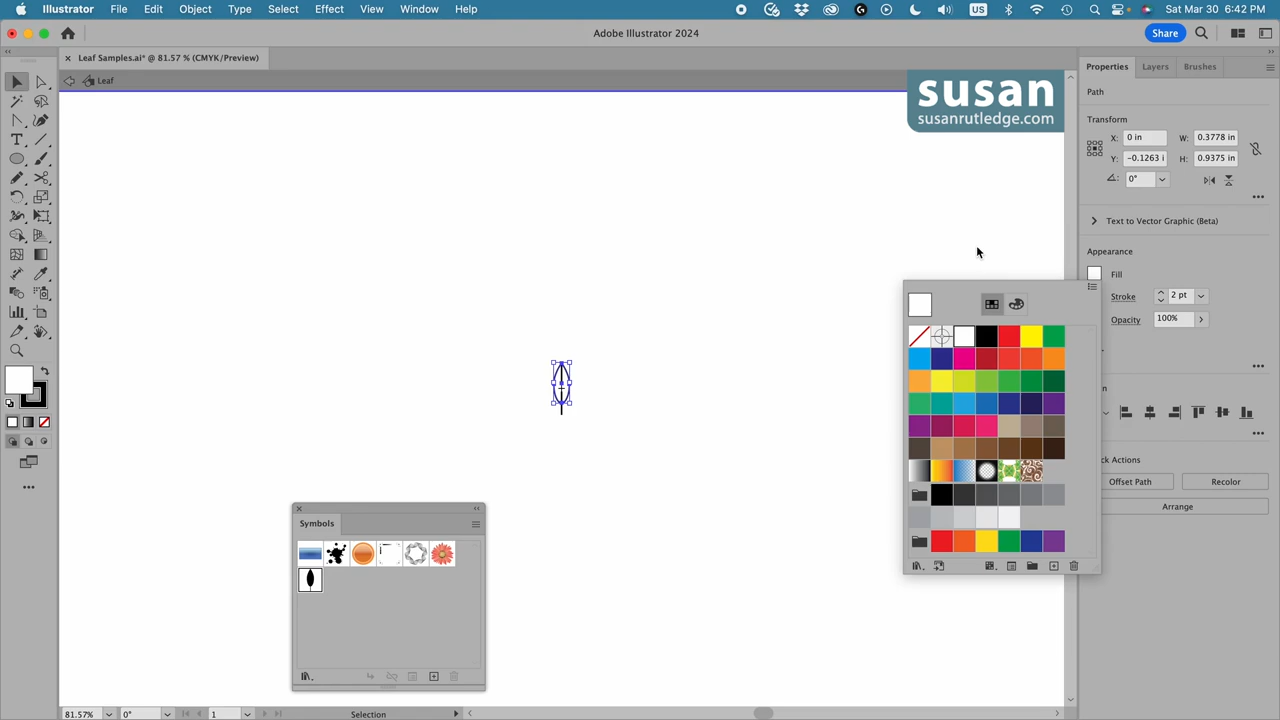 Illustrator File Edit Object Type Select Effect View Window Help US Sat Mar 30 6:42 PM
Adobe Illustrator 2024
Share
Leaf Samples.ai* @ 81.57 % (CMYK/Preview)
Leaf
susan
susanrutledge.com
Properties Layers Brushes
Path
Transform
X: 0 in W: 0.3778 in
Y: -0.1263 i H: 0.9375 in
0°
Text to Vector Graphic (Beta)
Appearance
Fill
Stroke 2 pt
Opacity 100%
Offset Path Recolor
Arrange
Symbols
81.57% 0° 1 Selection